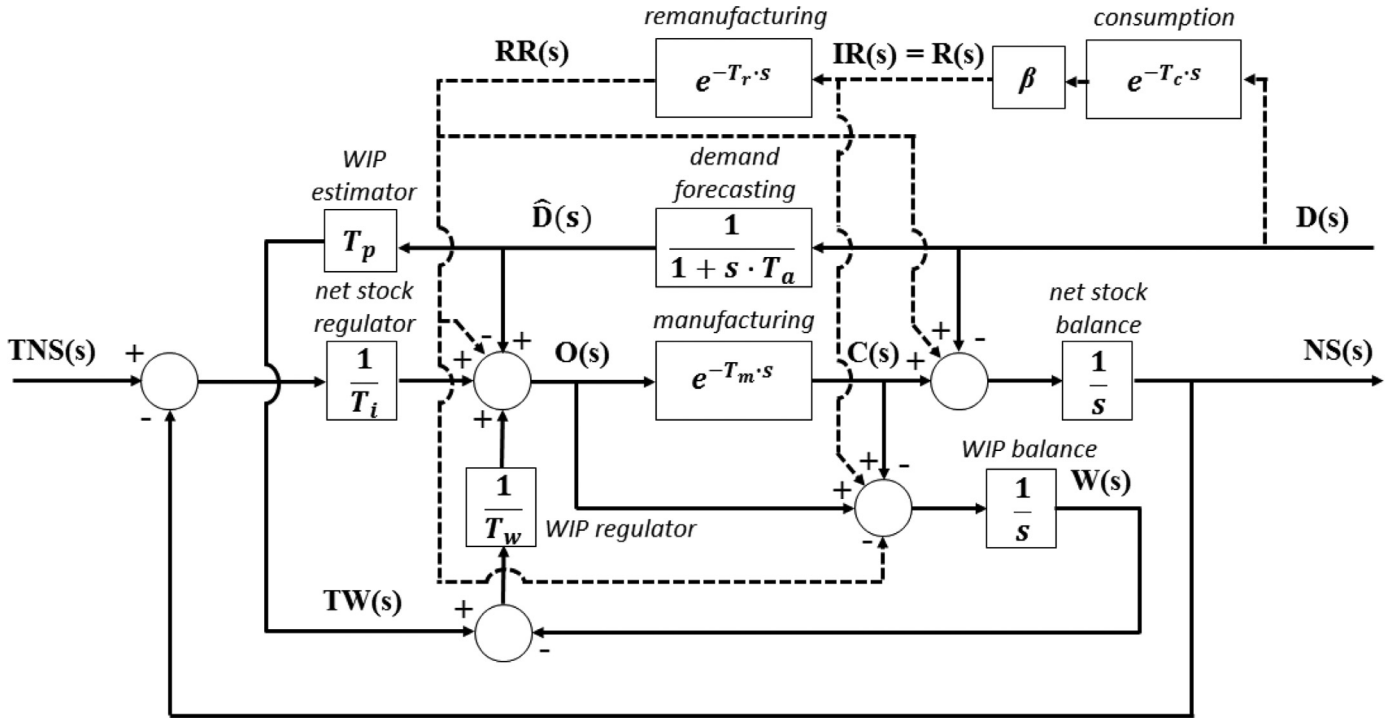 remanufacturing
consumption
RR(s)
IR(s) = R(s)
e^{-T_r·s}
β
e^{-T_c·s}
WIP
estimator
demand
forecasting
D̂(s)
D(s)
T_p
1
1 + s · T_a
net stock
regulator
manufacturing
net stock
balance
TNS(s)
+
-
1
T_i
+
-
+
+
O(s)
e^{-T_m·s}
C(s)
+
+
-
1
s
NS(s)
1
T_w
WIP regulator
+
+
-
-
WIP balance
1
s
W(s)
TW(s)
+
-